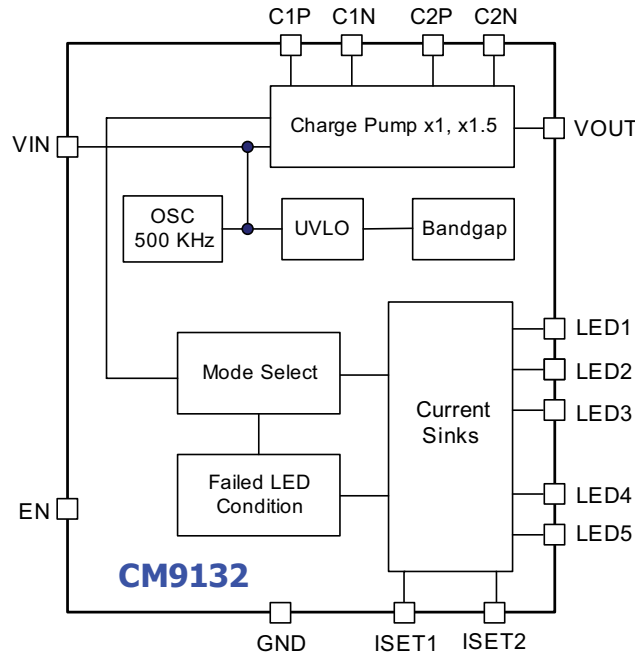 C1P C1N C2P C2N
Charge Pump x1, x1.5
VIN
VOUT
OSC
500 KHz
UVLO
Bandgap
LED1
LED2
LED3
LED4
LED5
Mode Select
Current
Sinks
Failed LED
Condition
EN
CM9132
GND
ISET1
ISET2